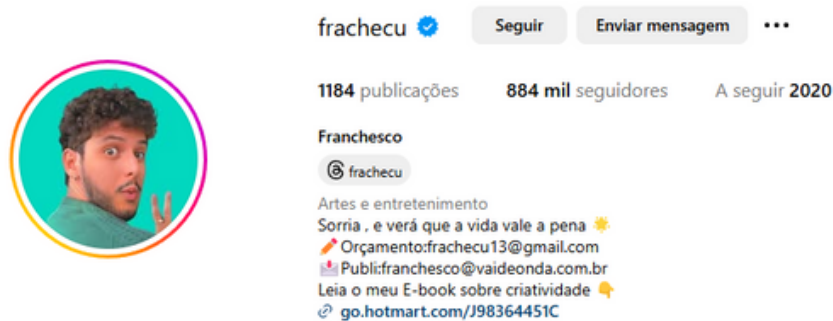 frachecu Seguir Enviar mensagem
1184 publicações 884 mil seguidores A seguir 2020
Franchesco
frachecu
Artes e entretenimento
Sorria , e verá que a vida vale a pena 🌟
✏️Orçamento:frachecu13@gmail.com
📩Publi:franchesco@vaideonda.com.br
Leia o meu E-book sobre criatividade 👇
go.hotmart.com/J98364451C